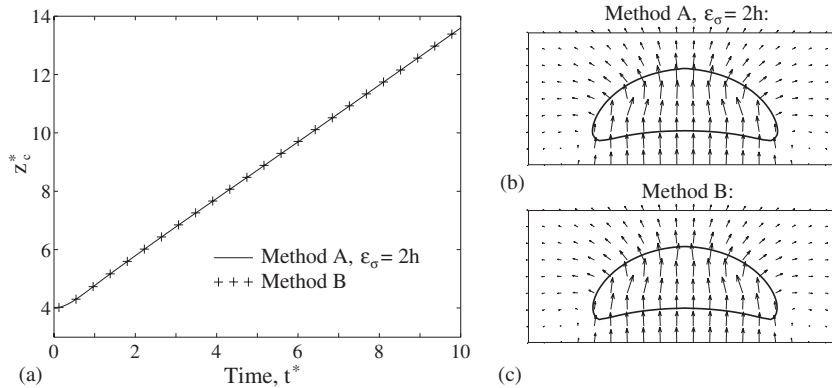 14
12
10
8
6
4
z*c
0
2
4
6
8
10
Time, t*
Method A, εσ = 2h
+ + + Method B
(a)
Method A, εσ = 2h:
(b)
Method B:
(c)